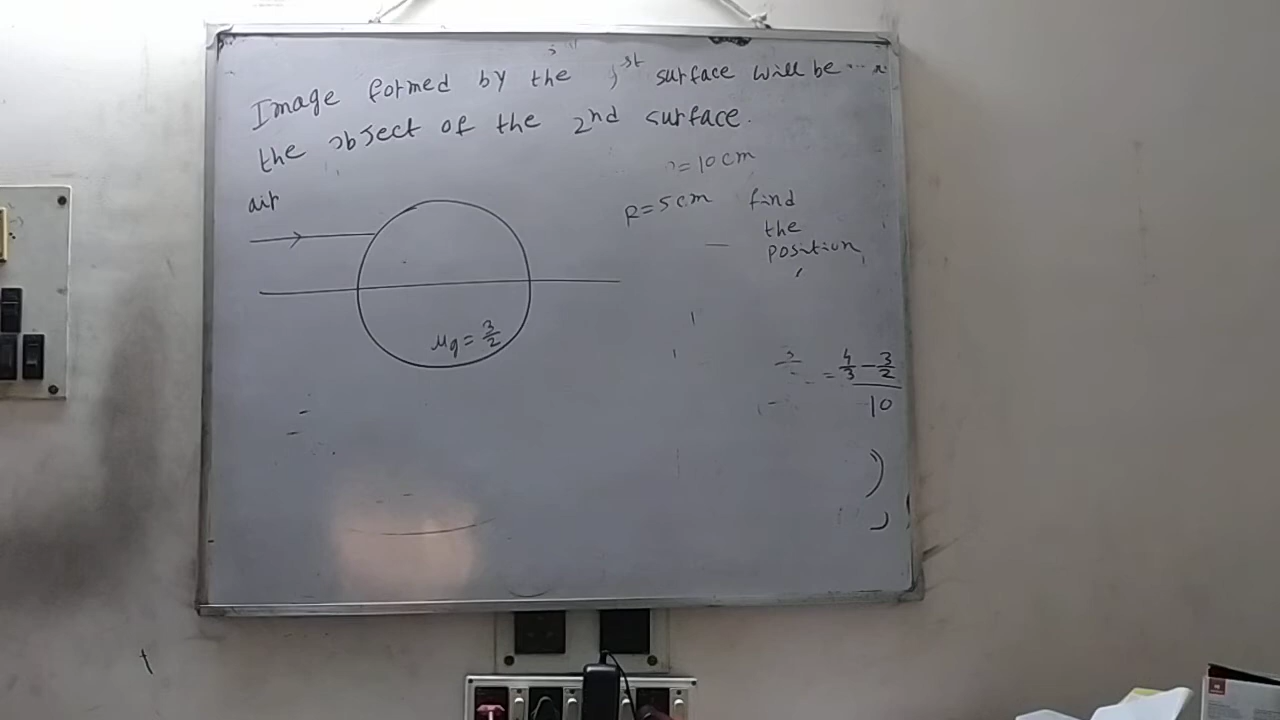 Image formed by the 1st surface will be
the object of the 2nd surface.
= 10 cm
air
R = 5 cm find
the
position,
μg = 3/2
= 4/3 - 3/2
10